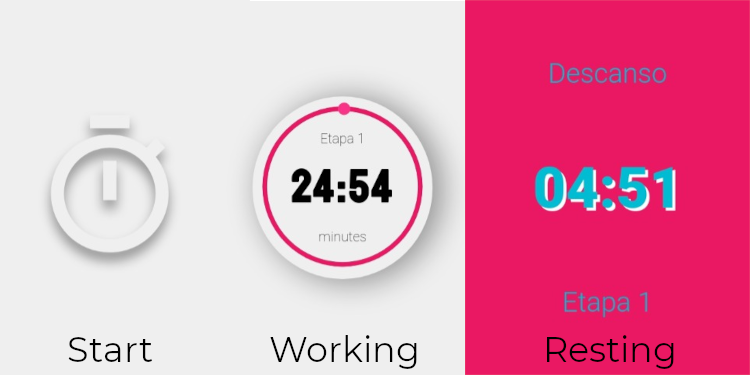 Start
Etapa 1
24:54
minutes
Working
Descanso
04:51
Etapa 1
Resting